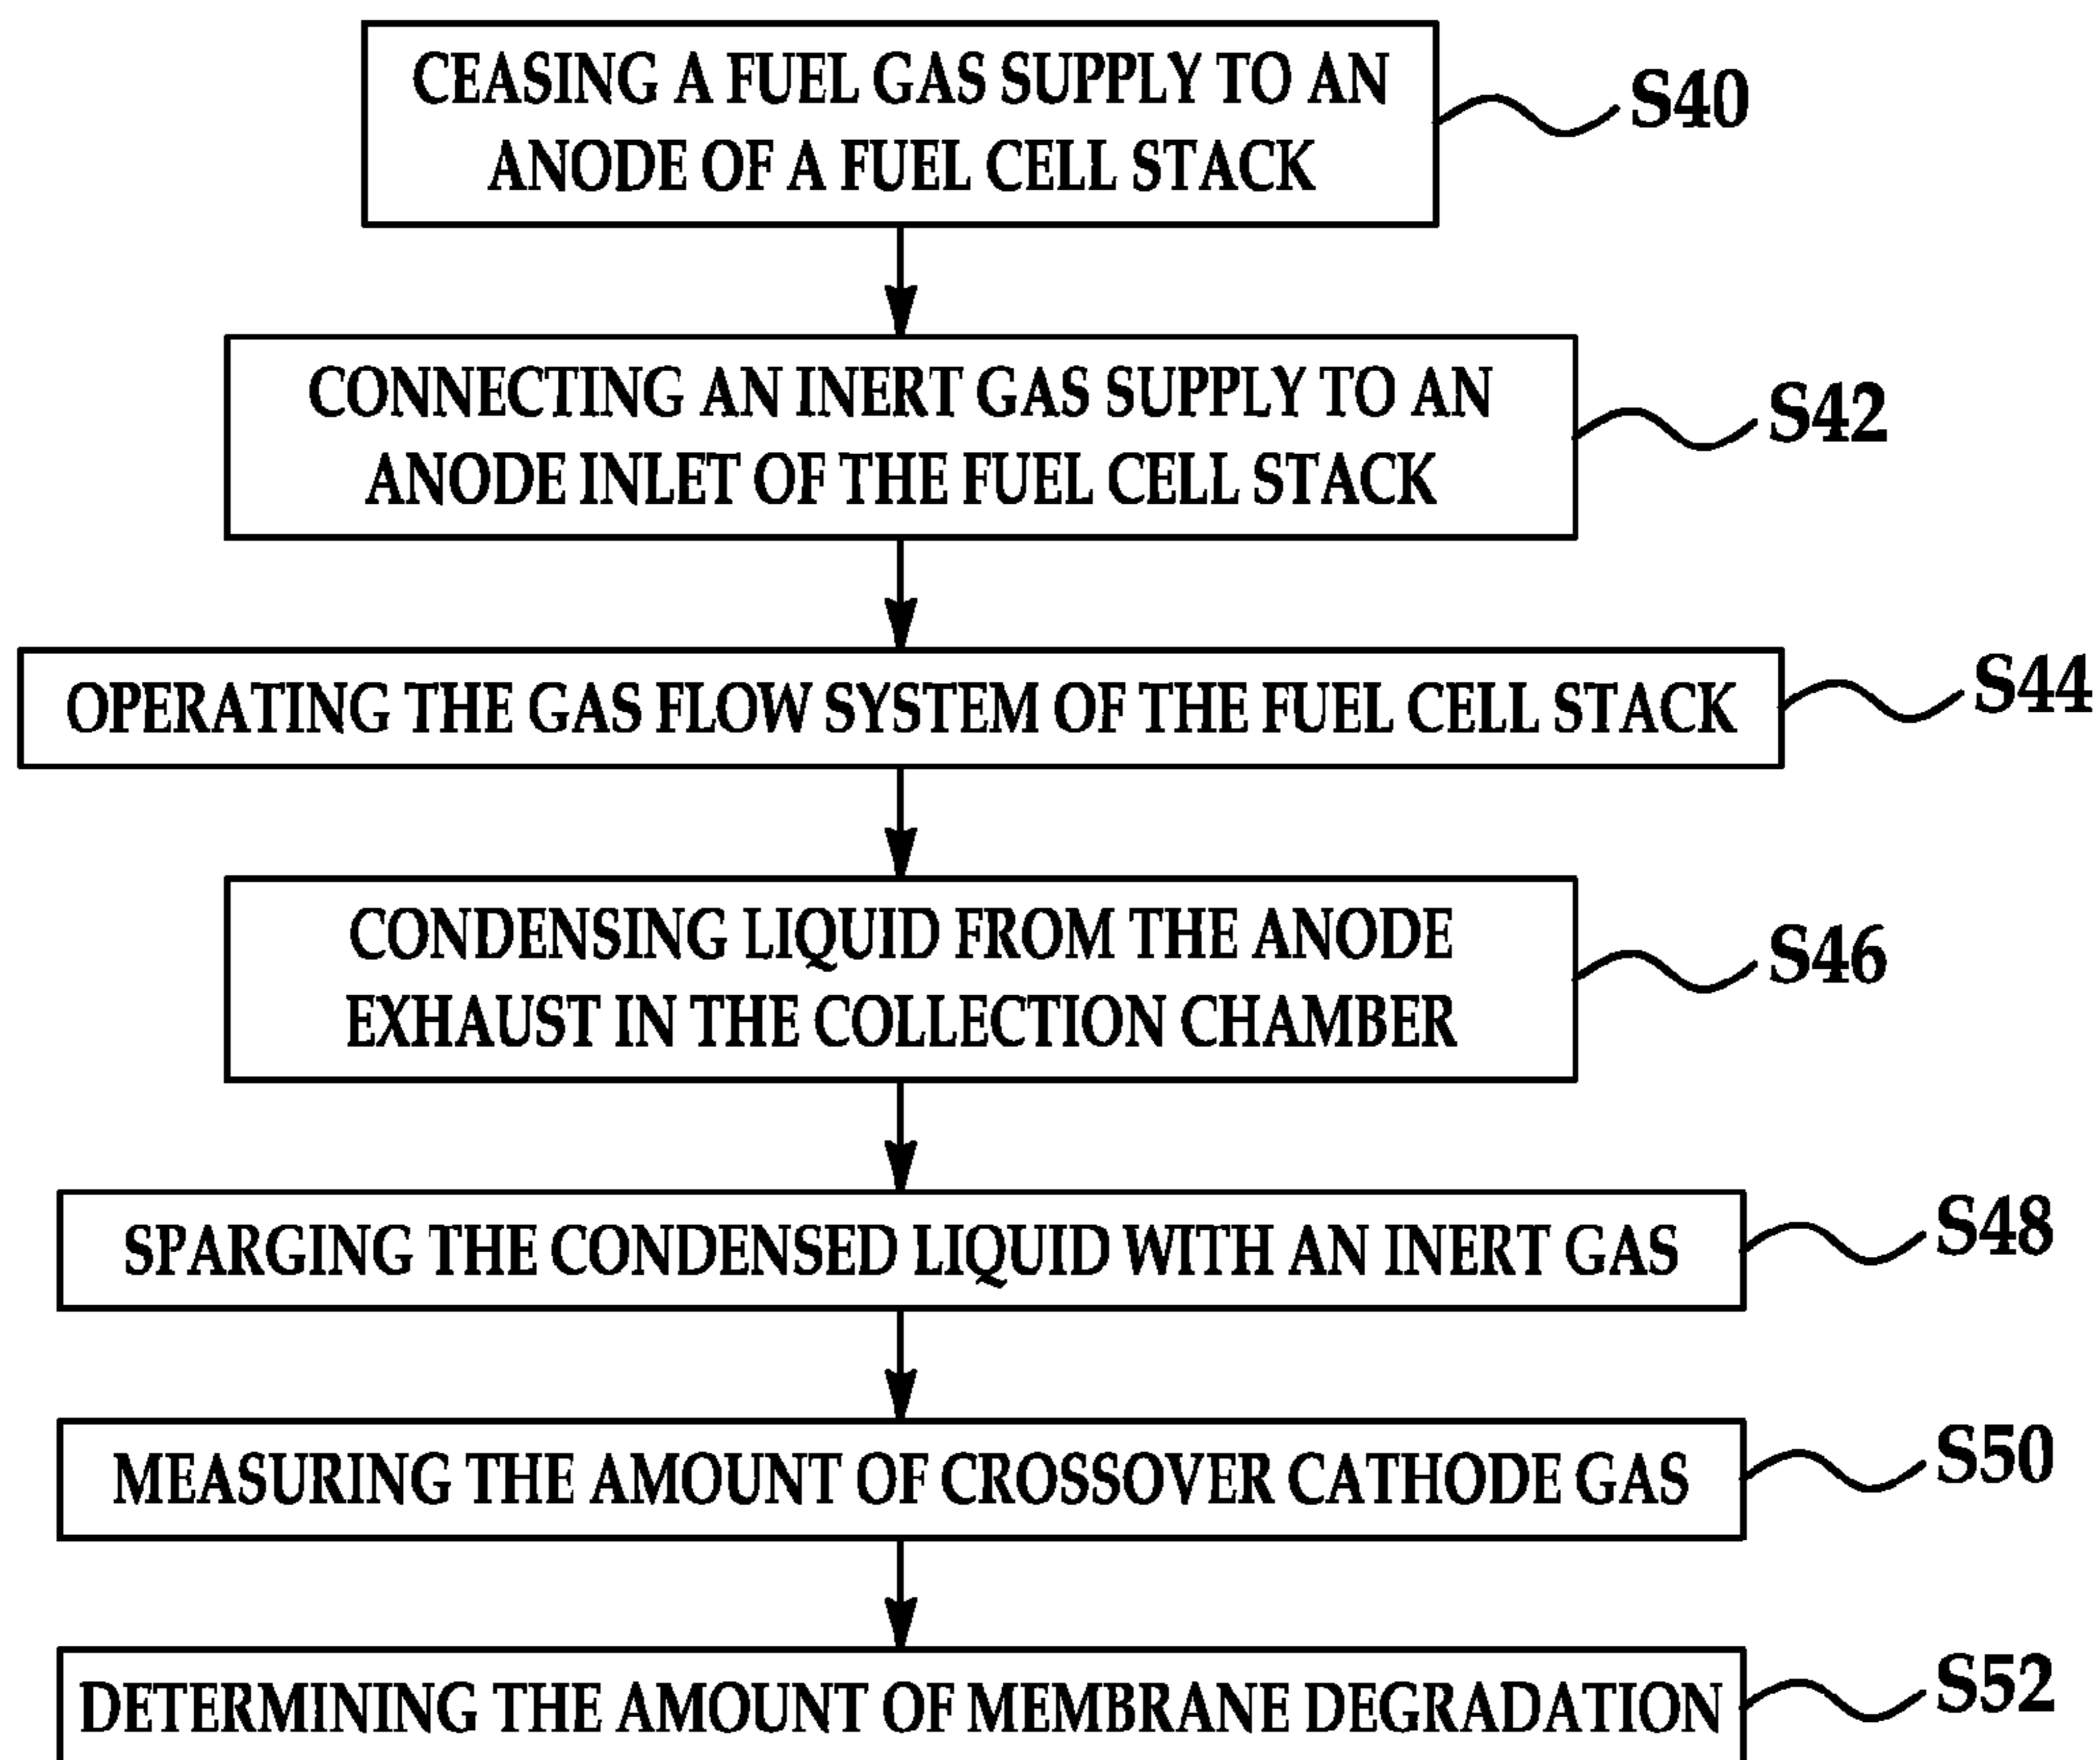 CEASING A FUEL GAS SUPPLY TO AN
ANODE OF A FUEL CELL STACK
S40
CONNECTING AN INERT GAS SUPPLY TO AN
ANODE INLET OF THE FUEL CELL STACK
S42
OPERATING THE GAS FLOW SYSTEM OF THE FUEL CELL STACK
S44
CONDENSING LIQUID FROM THE ANODE
EXHAUST IN THE COLLECTION CHAMBER
S46
SPARGING THE CONDENSED LIQUID WITH AN INERT GAS
S48
MEASURING THE AMOUNT OF CROSSOVER CATHODE GAS
S50
DETERMINING THE AMOUNT OF MEMBRANE DEGRADATION
S52